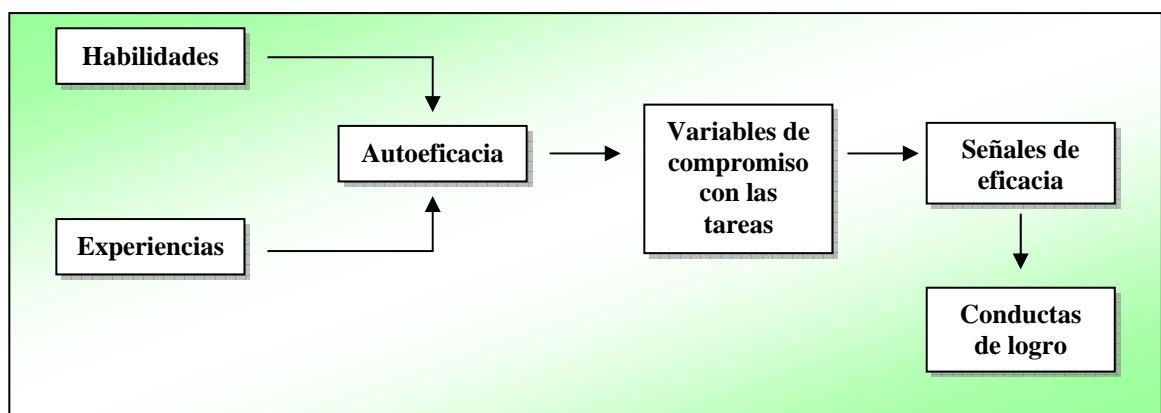 Habilidades
Experiencias
Autoeficacia
Variables de
compromiso
con las
tareas
Señales de
eficacia
Conductas
de logro